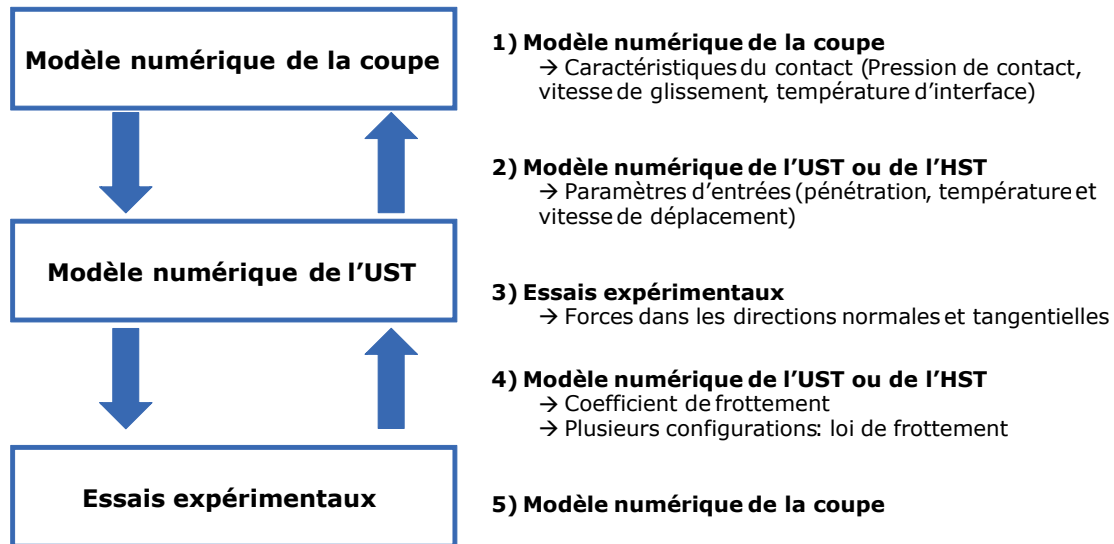 Modèle numérique de la coupe
Modèle numérique de l'UST
Essais expérimentaux
1) Modèle numérique de la coupe
→ Caractéristiques du contact (Pression de contact,
vitesse de glissement, température d'interface)
2) Modèle numérique de l'UST ou de l'HST
→ Paramètres d'entrées (pénétration, température et
vitesse de déplacement)
3) Essais expérimentaux
→ Forces dans les directions normales et tangentielles
4) Modèle numérique de l'UST ou de l'HST
→ Coefficient de frottement
→ Plusieurs configurations: loi de frottement
5) Modèle numérique de la coupe